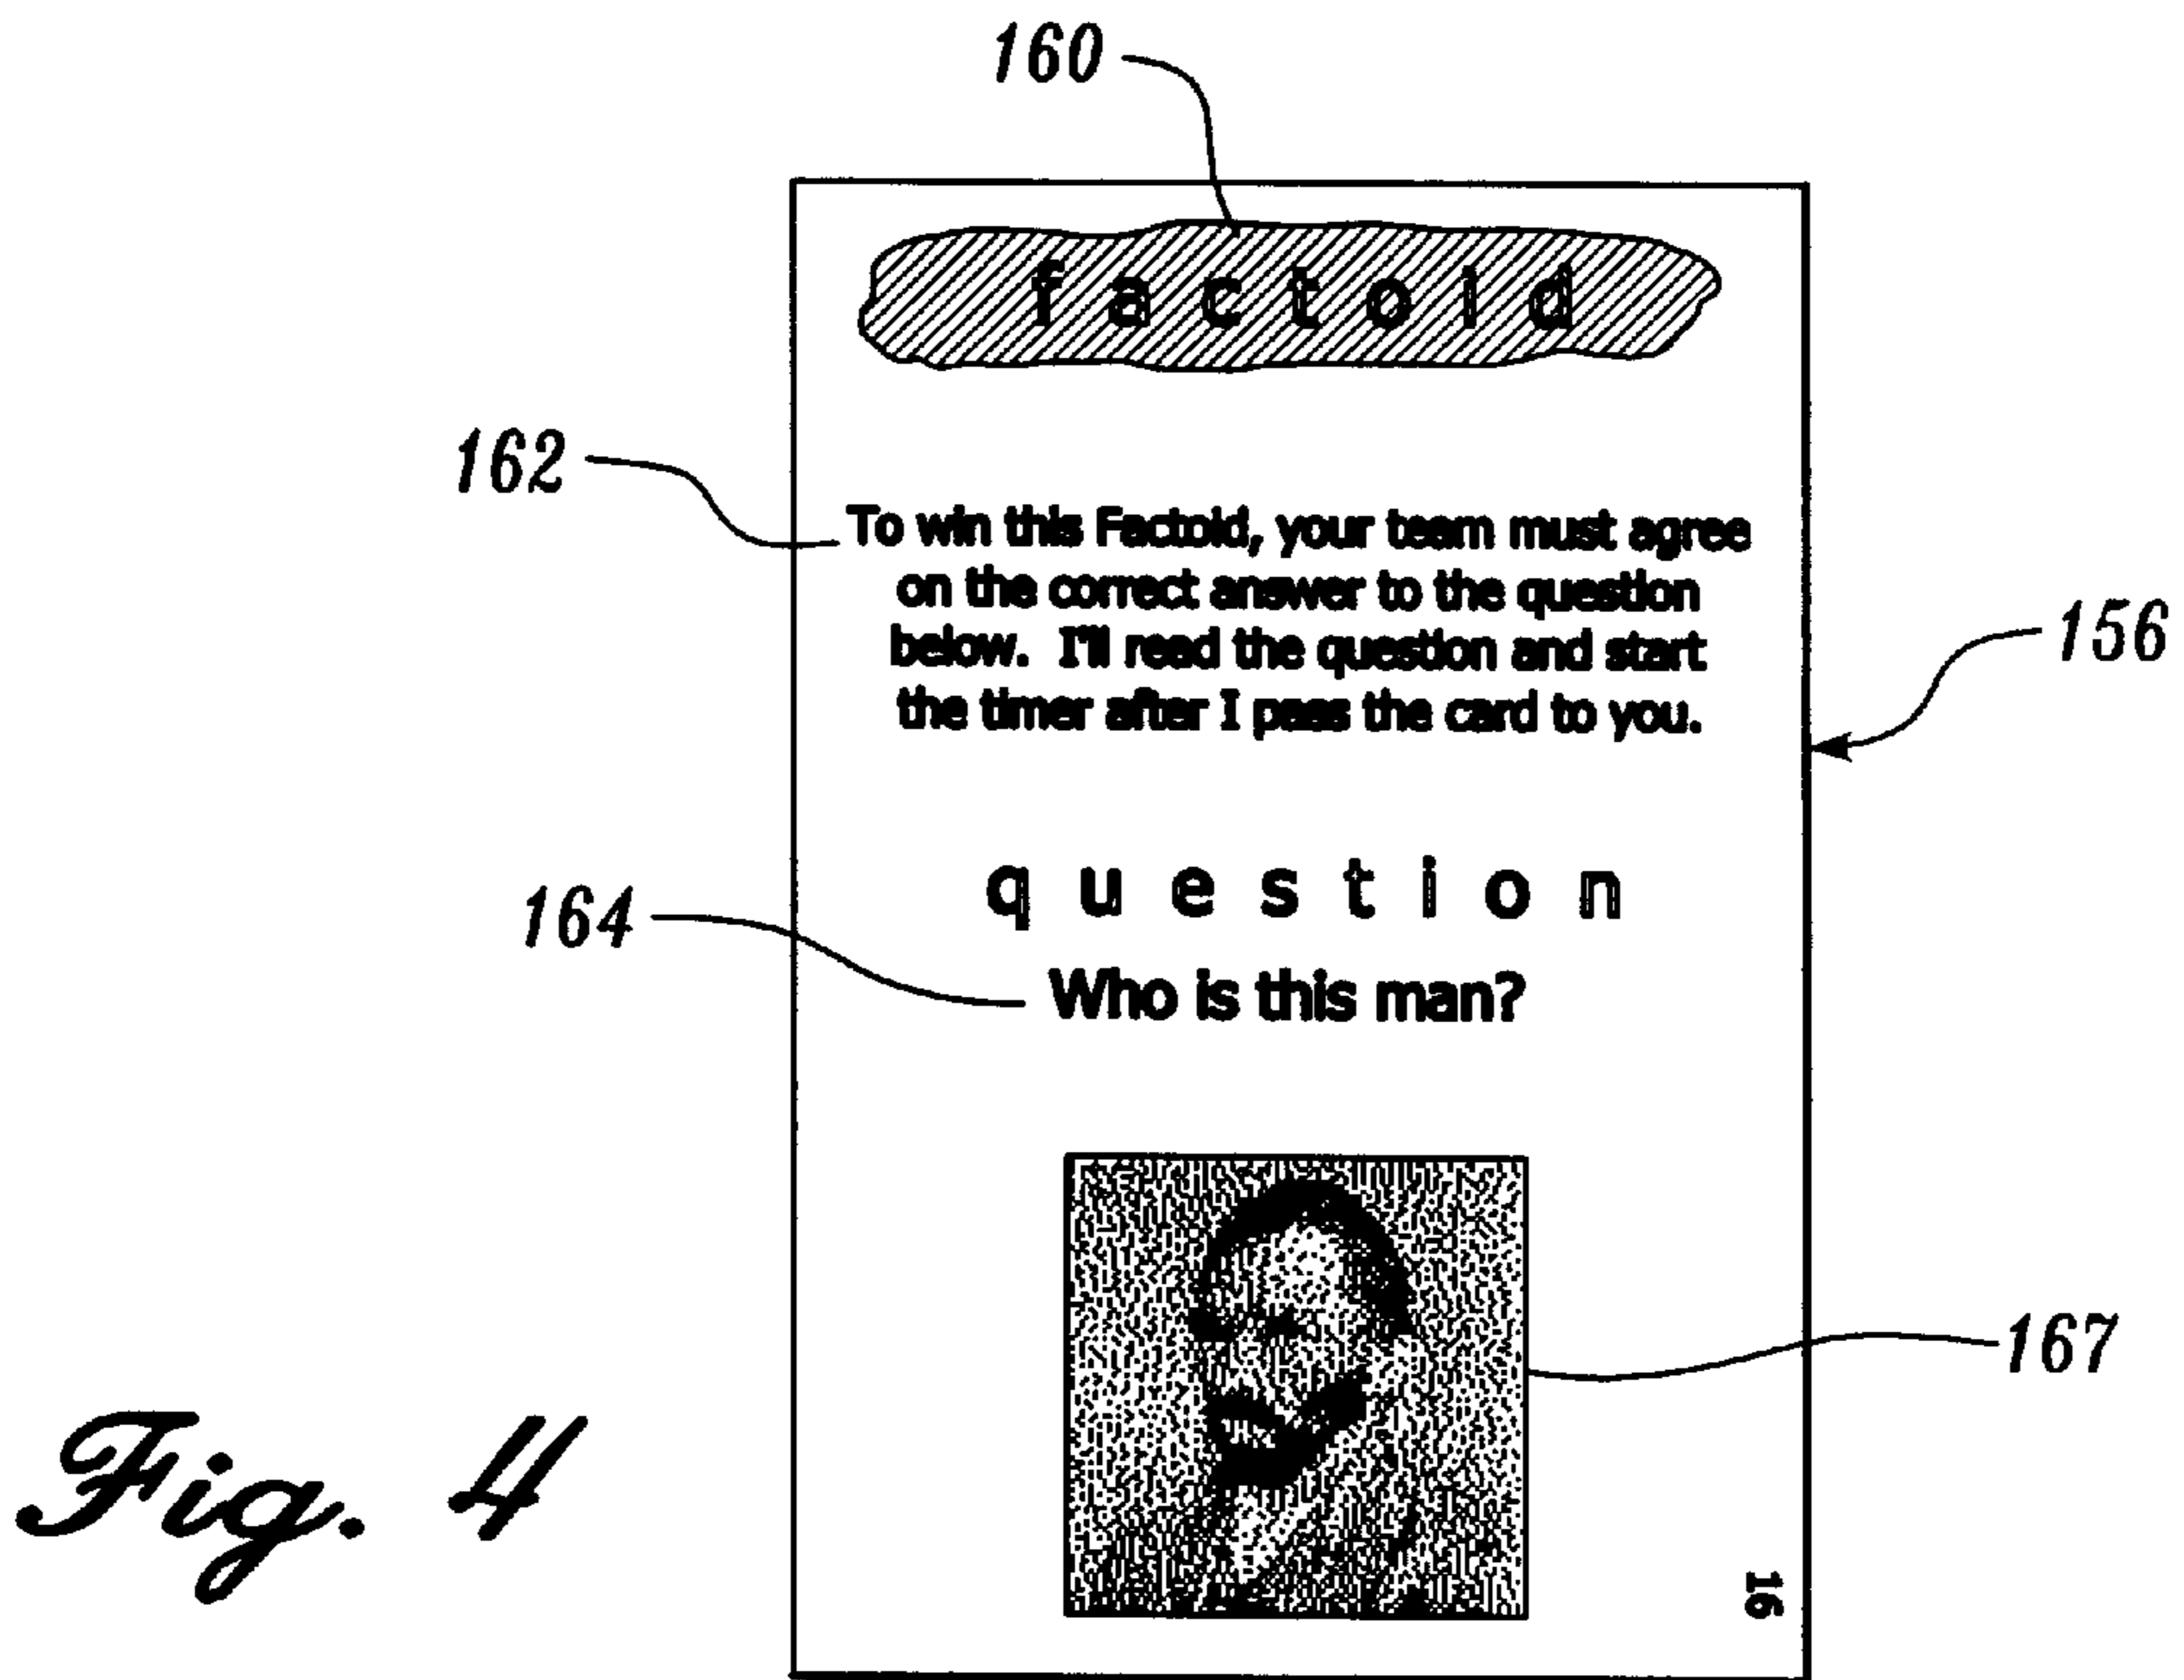 160
f a c t o i d
162
To win this Factoid, your team must agree
on the correct answer to the question
below. I'll read the question and start
the timer after I pass the card to you.
156
q u e s t i o n
164
Who is this man?
167
Fig. 4
16